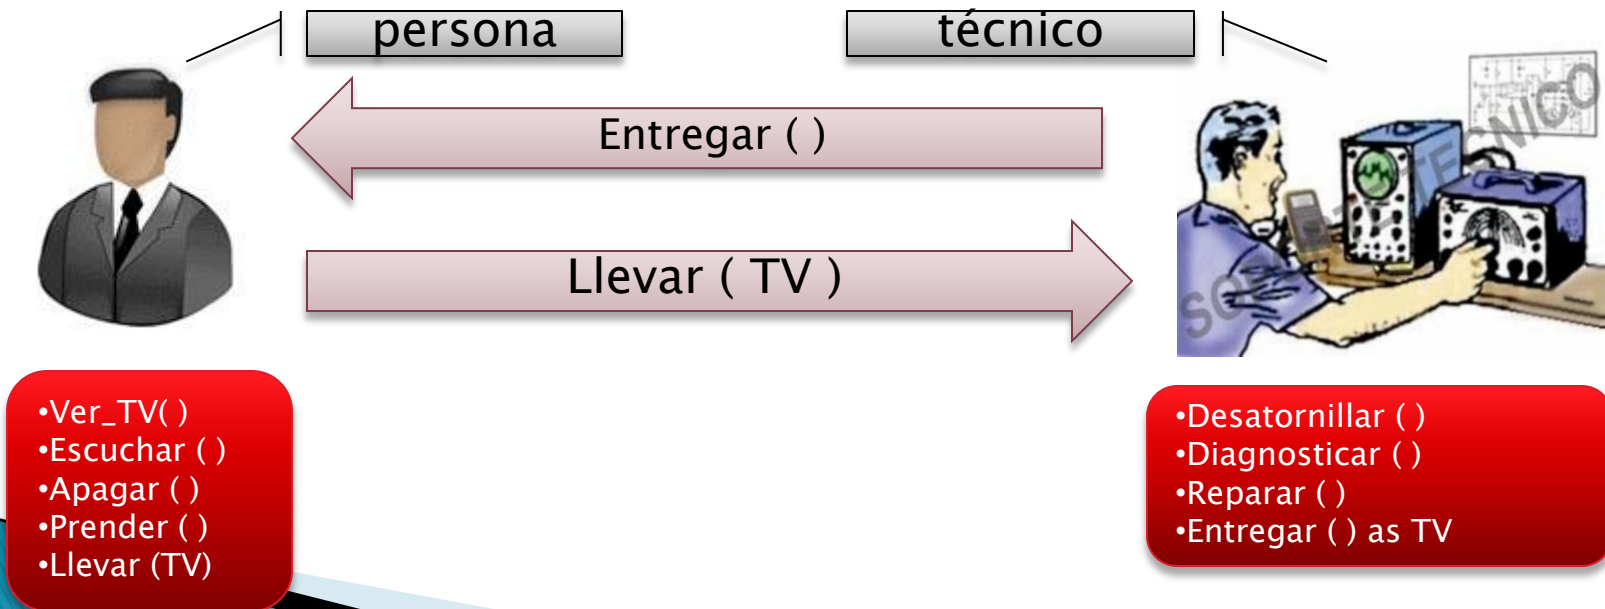 persona
técnico
Entregar ( )
Llevar ( TV )
•Ver_TV( )
•Escuchar ( )
•Apagar ( )
•Prender ( )
•Llevar (TV)
•Desatornillar ( )
•Diagnosticar ( )
•Reparar ( )
•Entregar ( ) as TV